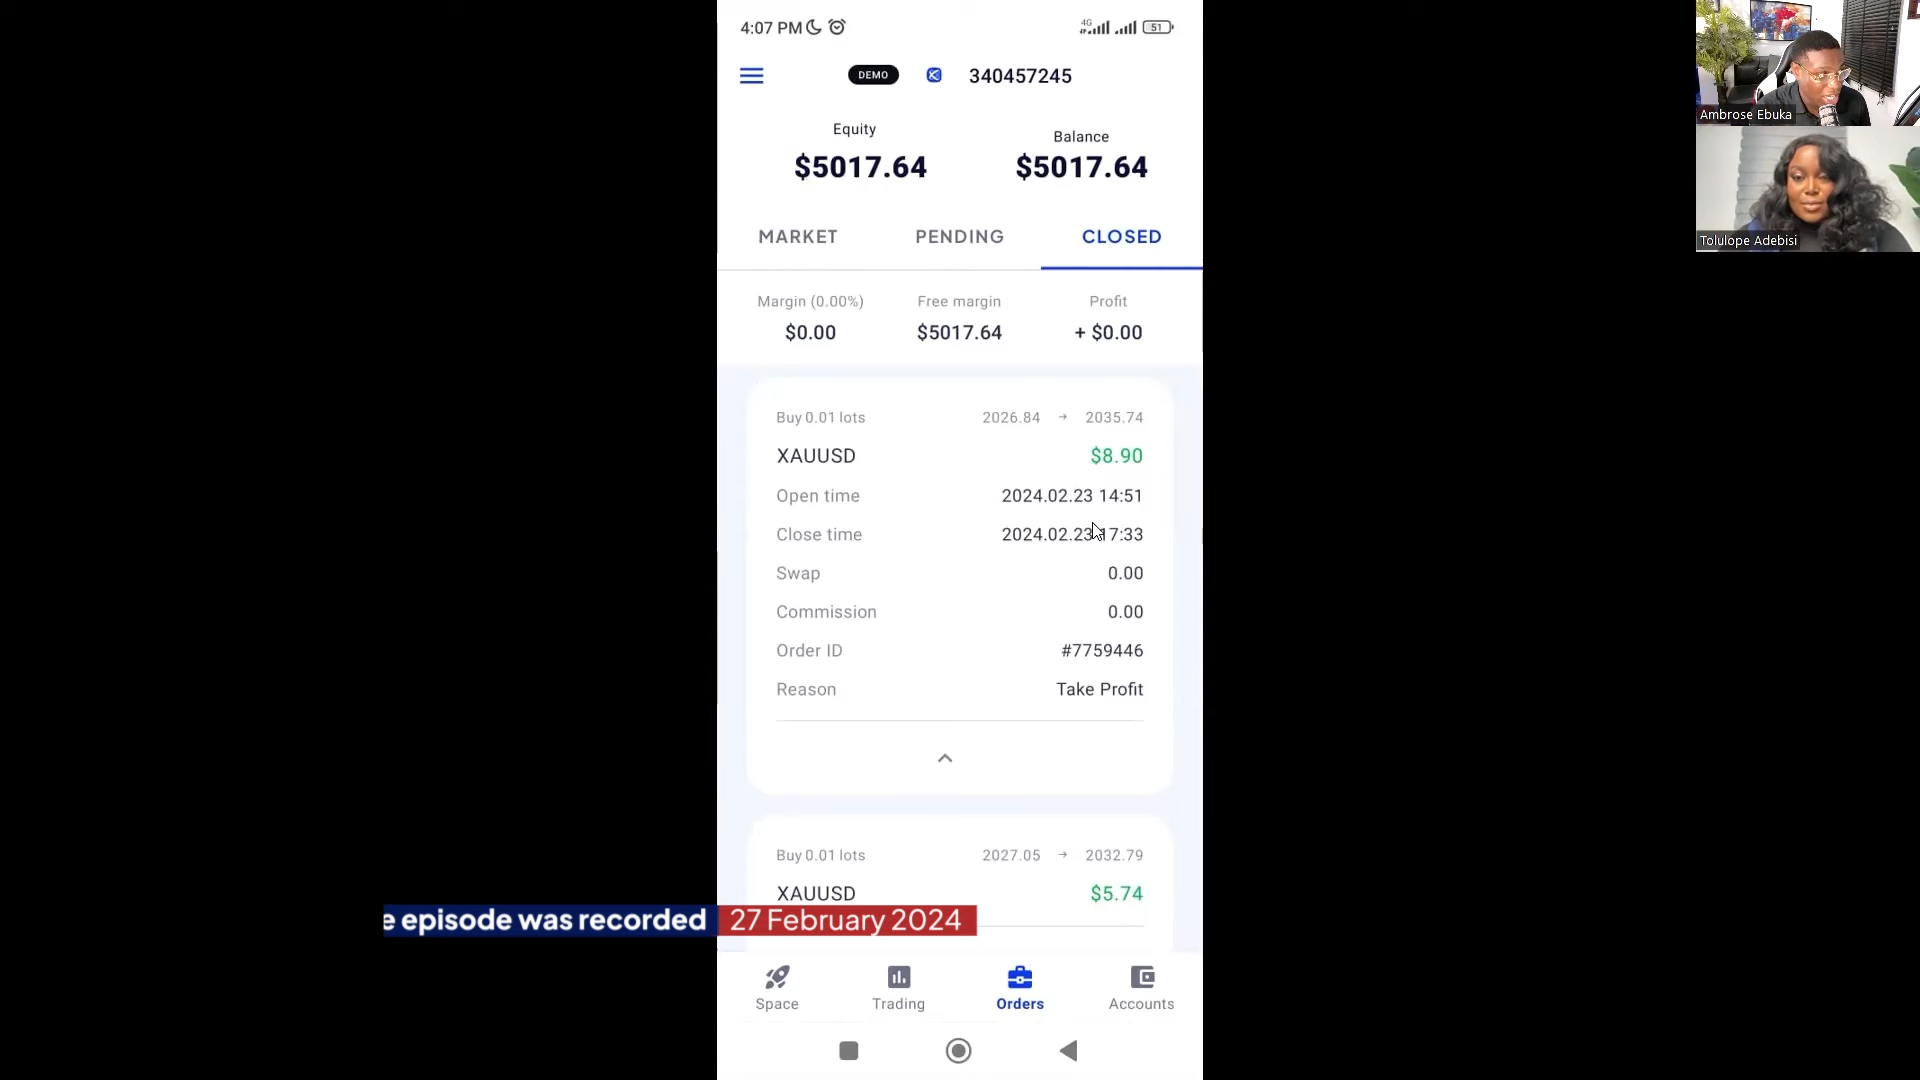 4:07 PM
4G
51
DEMO
340457245
Equity
Balance
$5017.64
$5017.64
MARKET
PENDING
CLOSED
Margin (0.00%)
Free margin
Profit
$0.00
$5017.64
+ $0.00
Buy 0.01 lots
2026.84 → 2035.74
XAUUSD
$8.90
Open time
2024.02.23 14:51
Close time
2024.02.23 17:33
Swap
0.00
Commission
0.00
Order ID
#7759446
Reason
Take Profit
Buy 0.01 lots
2027.05 → 2032.79
XAUUSD
$5.74
e episode was recorded 27 February 2024
Space
Trading
Orders
Accounts
Ambrose Ebuka
Tolulope Adebisi